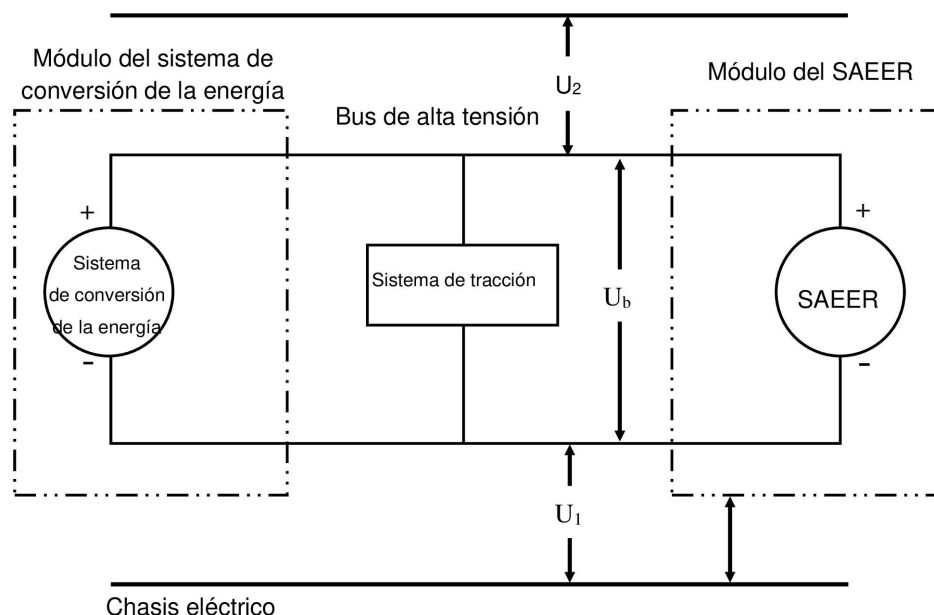 Módulo del sistema de
conversión de la energía
U2
Módulo del SAEER
Bus de alta tensión
+
+
Sistema
de conversión
de la energía
Sistema de tracción
Ub
SAEER
-
-
U1
Chasis eléctrico